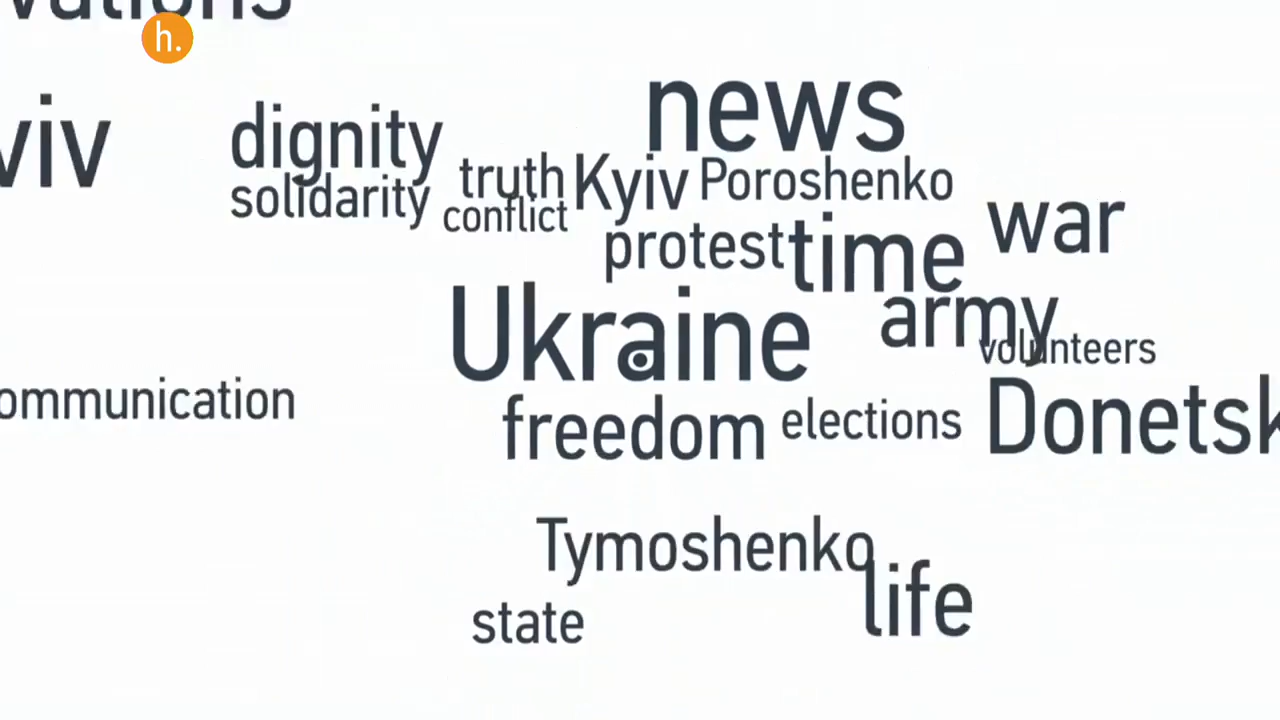 vations
h.
news
viv
dignity
truth
Kyiv
Poroshenko
solidarity
conflict
war
protest
time
army
Ukraine
volunteers
ommunication
freedom
elections
Donetsk
Tymoshenko
life
state